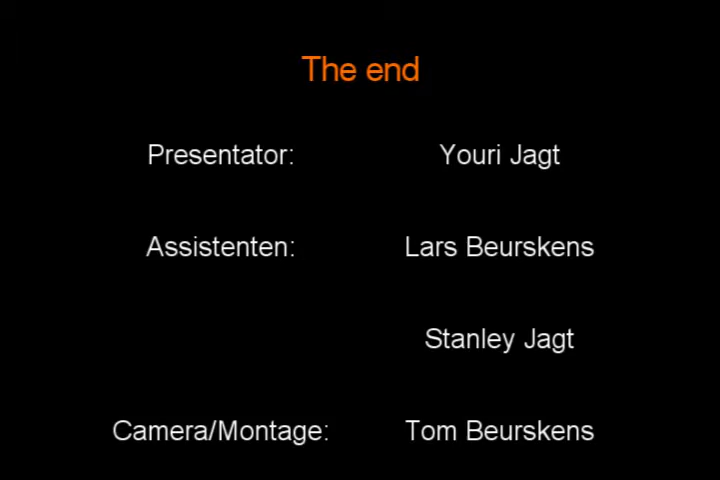 The end
Presentator: Youri Jagt
Assistenten: Lars Beurskens
Stanley Jagt
Camera/Montage: Tom Beurskens